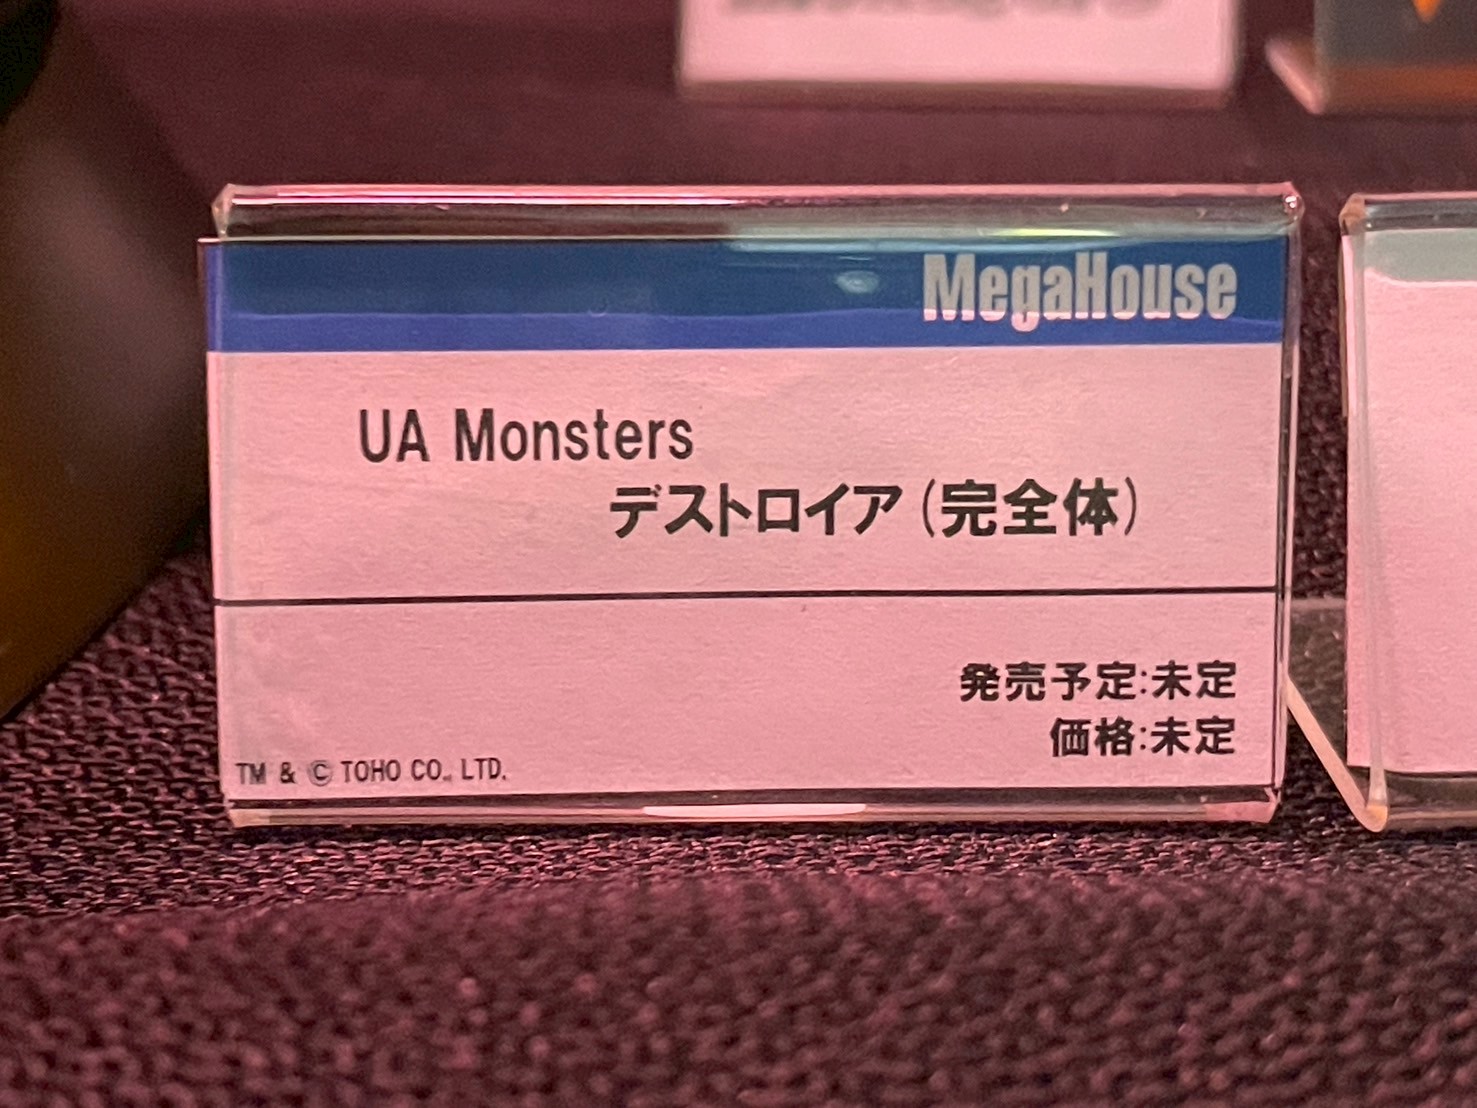 MegaHouse
UA Monsters
デストロイア(完全体)
発売予定:未定
価格:未定
TM & © TOHO CO., LTD.